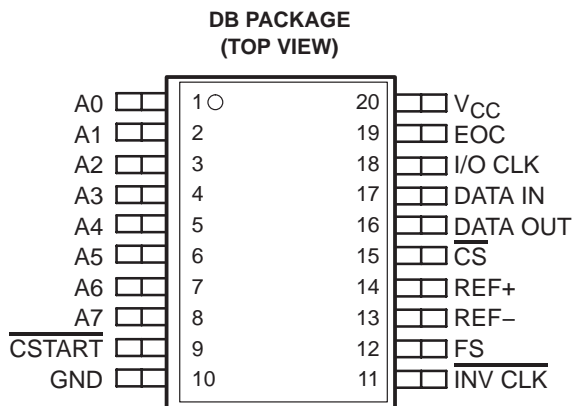 DB PACKAGE
(TOP VIEW)
A0 1 20 VCC
A1 2 19 EOC
A2 3 18 I/O CLK
A3 4 17 DATA IN
A4 5 16 DATA OUT
A5 6 15 CS
A6 7 14 REF+
A7 8 13 REF–
CSTART 9 12 FS
GND 10 11 INV CLK